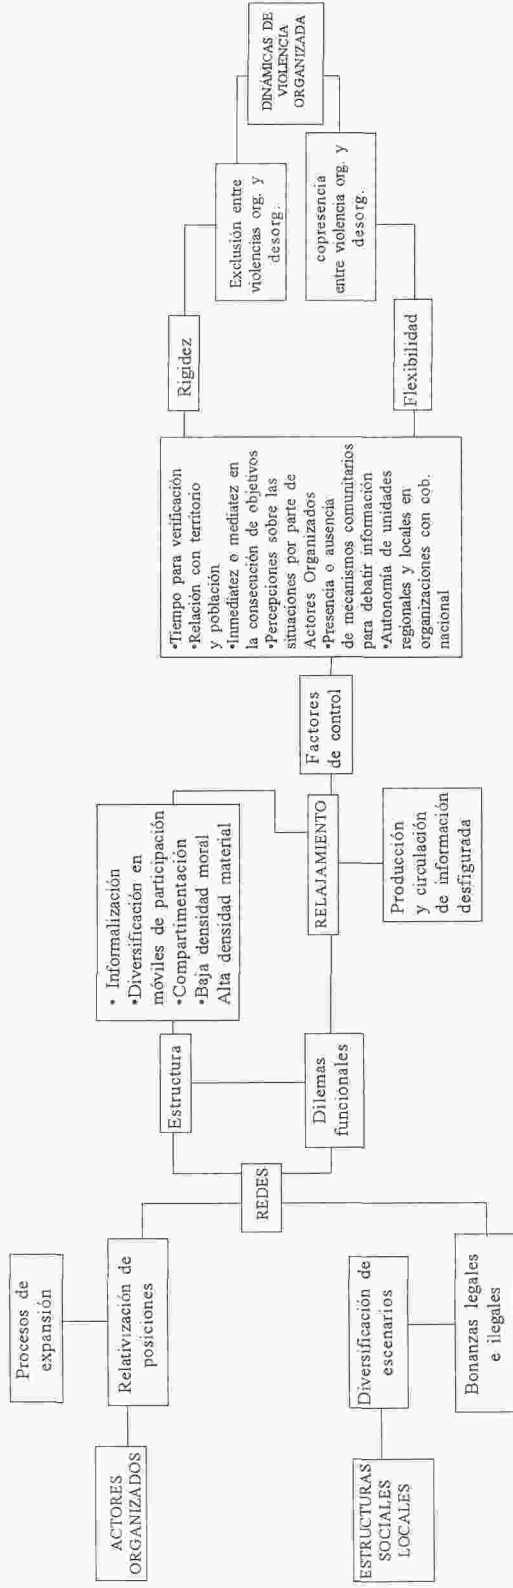 ACTORES
ORGANIZADOS
Procesos de
expansión
Relativización de
posiciones
ESTRUCTURAS
SOCIALES
LOCALES
Diversificación de
escenarios
Bonanzas legales
e ilegales
REDES
Estructura
Dilemas
funcionales
• Informalización
•Diversificación en
móviles de participación
•Compartimentación
•Baja densidad moral
Alta densidad material
RELAJAMIENTO
Producción
y circulación
de información
desfigurada
Factores
de control
•Tiempo para verificación
•Relación con territorio
y población
•Inmediatez o mediatez en
la consecución de objetivos
•Percepciones sobre las
situaciones por parte de
Actores Organizados
•Presencia o ausencia
de mecanismos comunitarios
para debatir información
•Autonomía de unidades
regionales y locales en
organizaciones con cob.
nacional
Rigidez
Flexibilidad
Exclusión entre
violencias org. y
desorg.
copresencia
entre violencia org. y
desorg.
DINÁMICAS DE
VIOLENCIA
ORGANIZADA